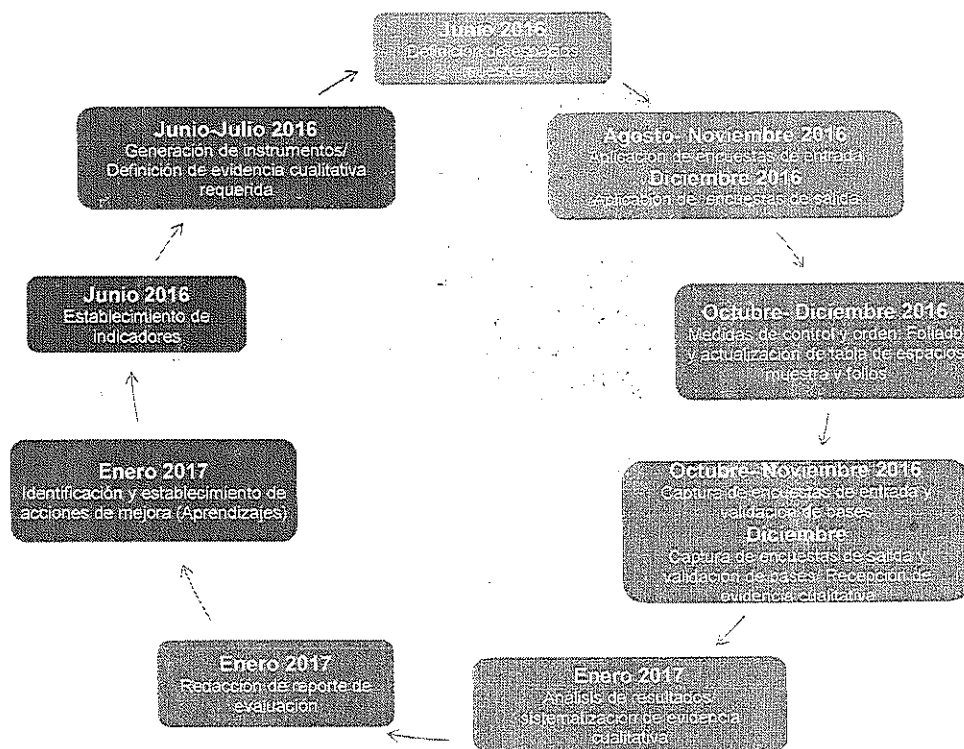 Junio 2016
Definición de espacios
muestra
Agosto- Noviembre 2016
Aplicación de encuestas de entrada
Diciembre 2016
Aplicación de encuestas de salida
Octubre- Diciembre 2016
Medidas de control y orden: Foliado
y actualización de tabla de espacios
muestra y folios
Octubre- Noviembre 2016
Captura de encuestas de entrada y
validación de bases
Diciembre
Captura de encuestas de salida y
validación de bases/ Recepción de
evidencia cualitativa
Enero 2017
Análisis de resultados/
sistematización de evidencia
cualitativa
Enero 2017
Redacción de reporte de
evaluación
Enero 2017
Identificación y establecimiento de
acciones de mejora (Aprendizajes)
Junio 2016
Establecimiento de
indicadores
Junio-Julio 2016
Generación de instrumentos/
Definición de evidencia cualitativa
requerida